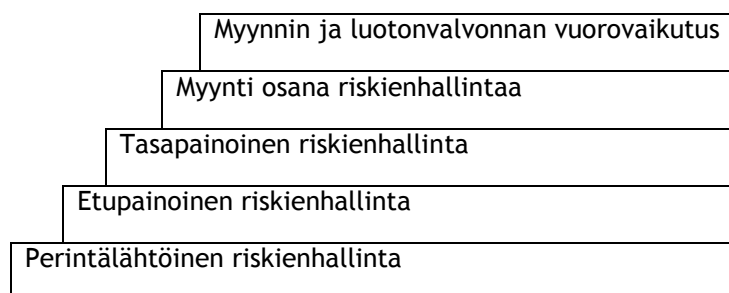 Myynnin ja luotonvalvonnan vuorovaikutus
Myynti osana riskienhallintaa
Tasapainoinen riskienhallinta
Etupainoinen riskienhallinta
Perintälähtöinen riskienhallinta